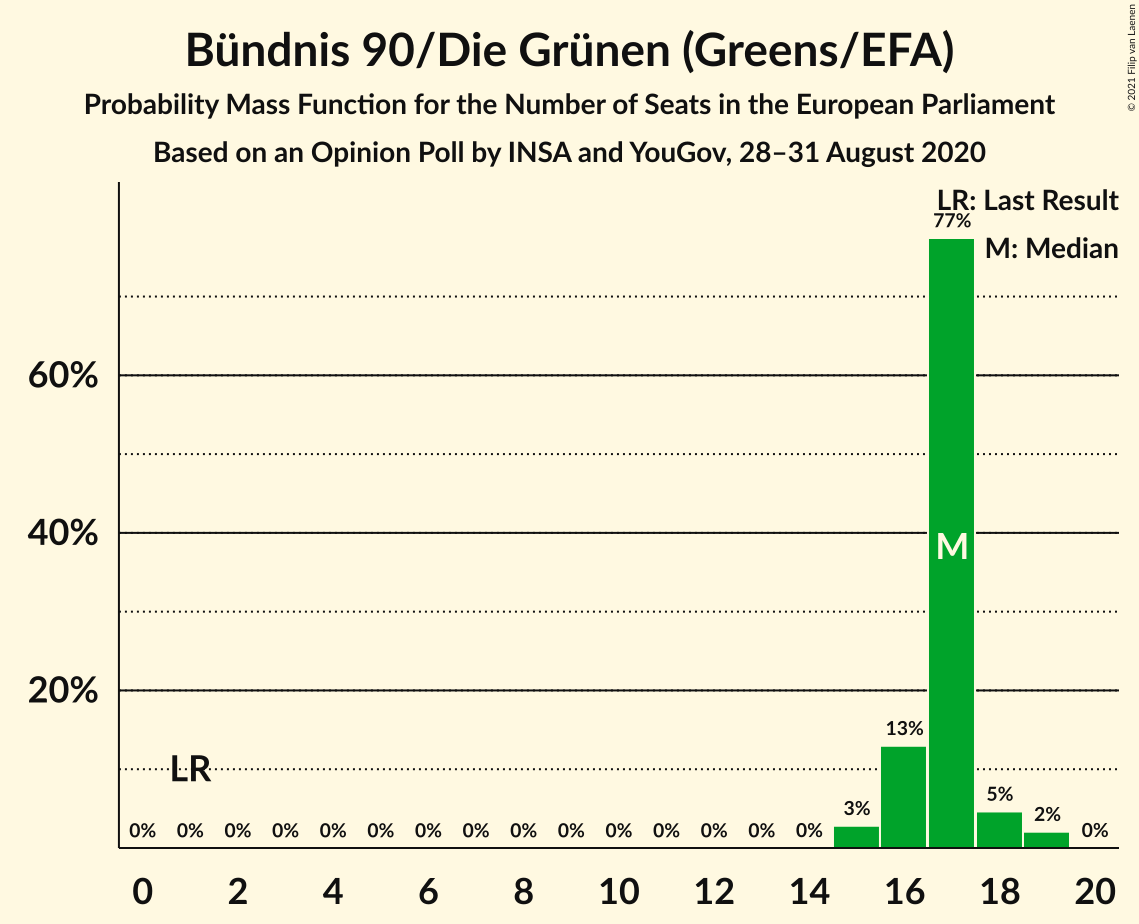 Bündnis 90/Die Grünen (Greens/EFA)
Probability Mass Function for the Number of Seats in the European Parliament
Based on an Opinion Poll by INSA and YouGov, 28–31 August 2020
© 2021 Filip van Laenen
LR: Last Result
77%
M: Median
60%
40%
M
20%
13%
LR
3%
5%
2%
0% 0% 0% 0% 0% 0% 0% 0% 0% 0% 0% 0% 0% 0% 0% 0%
0 2 4 6 8 10 12 14 16 18 20